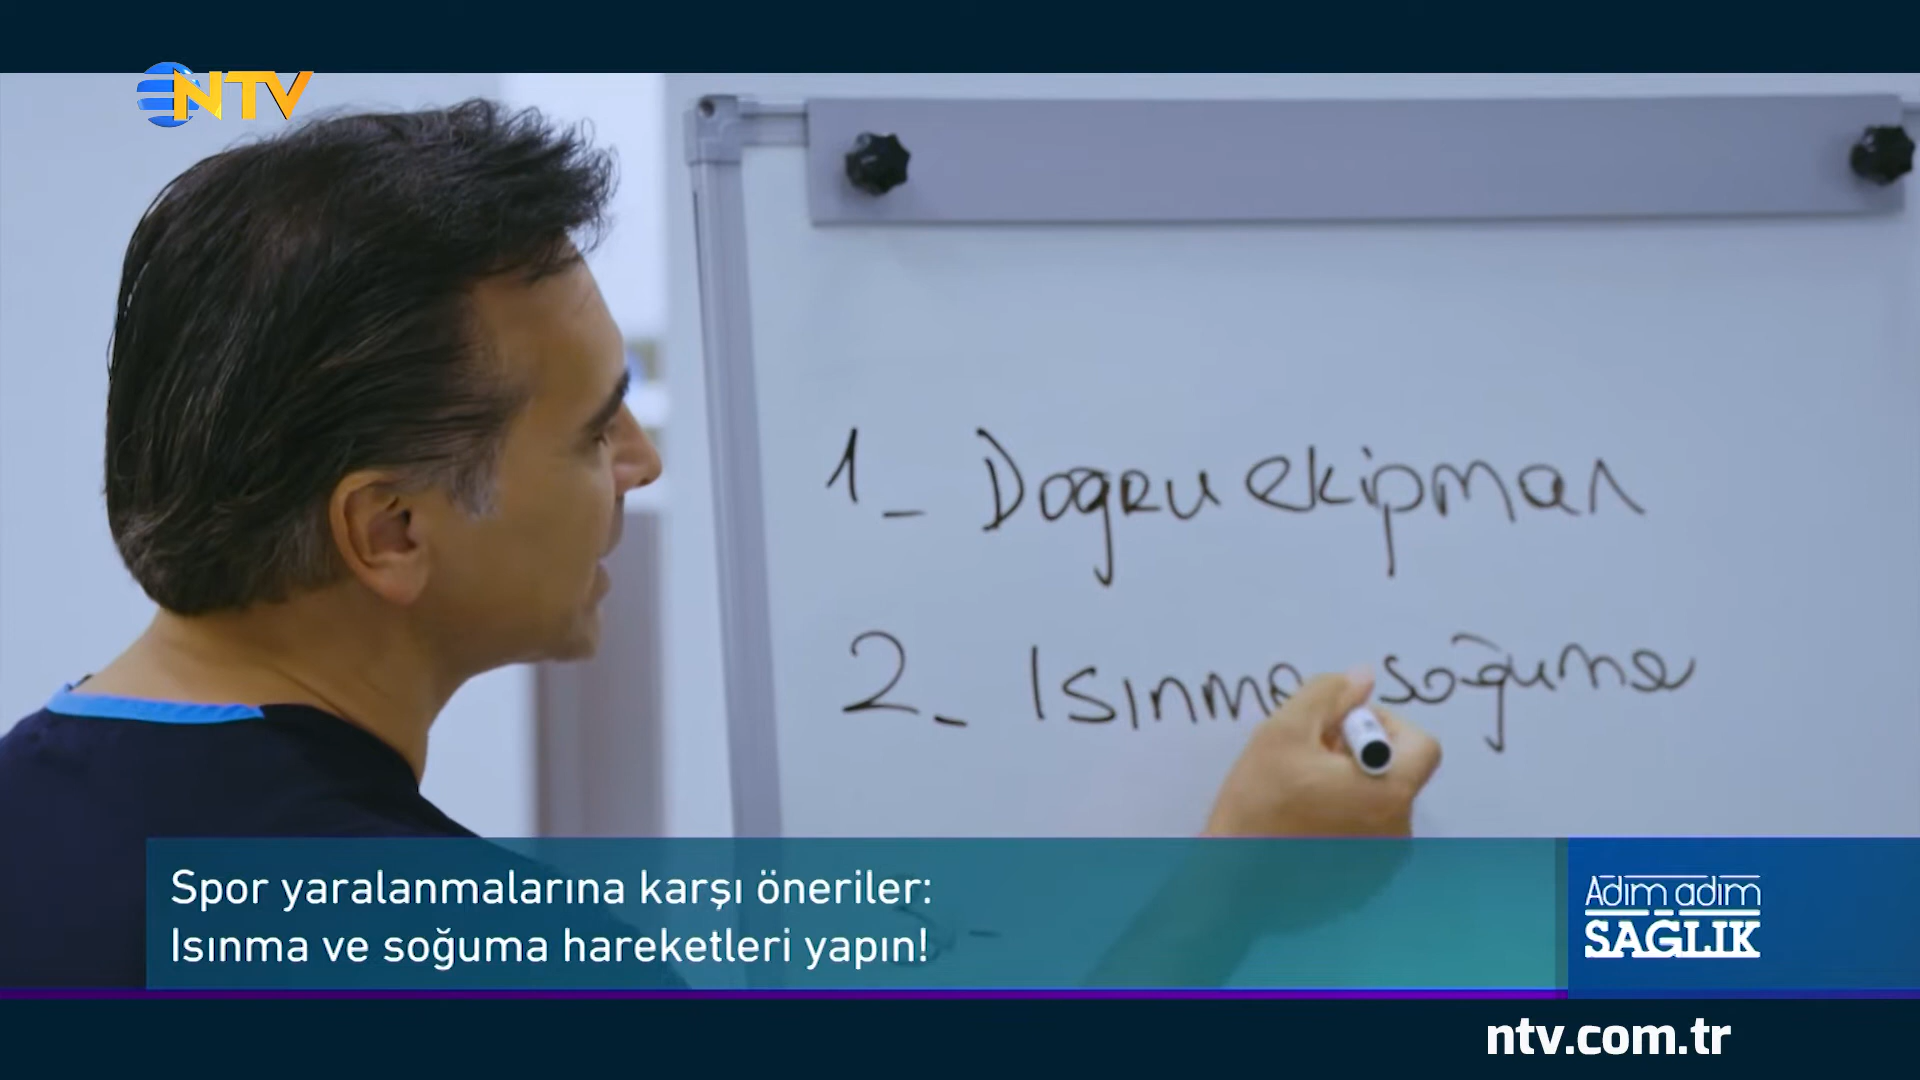 NTV
1_ Doğru ekipman
2_ Isınma soğuma
3-
Spor yaralanmalarına karşı öneriler:
Isınma ve soğuma hareketleri yapın!
Adım adım
SAĞLIK
ntv.com.tr